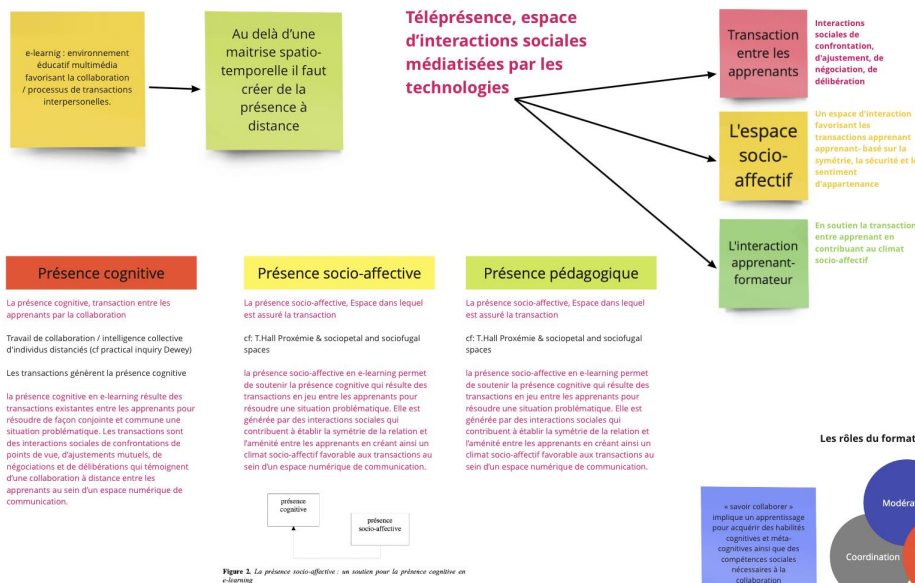 e-learnig : environnement
éducatif multimédia
favorisant la collaboration
/ processus de transactions
interpersonelles.
Au delà d'une
maitrise spatio-
temporelle il faut
créer de la
présence à
distance
Téléprésence, espace
d'interactions sociales
médiatisées par les
technologies
Transaction
entre les
apprenants
Interactions
sociales de
confrontation,
d'ajustement, de
négociation, de
délibération
L'espace
socio-
affectif
Un espace d'interaction
favorisant les
transactions apprenant
apprenant- basé sur la
symétrie, la sécurité et le
sentiment
d'appartenance
L'interaction
apprenant-
formateur
En soutien la transaction
entre apprenant en
contribuant au climat
socio-affectif
Présence cognitive
La présence cognitive, transaction entre les
apprenants par la collaboration
Travail de collaboration / intelligence collective
d'individus distanciés (cf practical inquiry Dewey)
Les transactions génèrent la présence cognitive
la présence cognitive en e-learning résulte des
transactions existantes entre les apprenants pour
résoudre de façon conjointe et commune une
situation problématique. Les transactions sont
des interactions sociales de confrontations de
points de vue, d'ajustements mutuels, de
négociations et de délibérations qui témoignent
d'une collaboration à distance entre les
apprenants au sein d'un espace numérique de
communication.
Présence socio-affective
La présence socio-affective, Espace dans lequel
est assuré la transaction
cf: T.Hall Proxémie & sociopetal and sociofugal
spaces
la présence socio-affective en e-learning permet
de soutenir la présence cognitive qui résulte des
transactions en jeu entre les apprenants pour
résoudre une situation problématique. Elle est
générée par des interactions sociales qui
contribuent à établir la symétrie de la relation et
l'aménité entre les apprenants en créant ainsi un
climat socio-affectif favorable aux transactions au
sein d'un espace numérique de communication.
présence
cognitive
présence
socio-affective
Figure 2. La présence socio-affective : un soutien pour la présence cognitive en
e-learning
Présence pédagogique
La présence socio-affective, Espace dans lequel
est assuré la transaction
cf: T.Hall Proxémie & sociopetal and sociofugal
spaces
la présence socio-affective en e-learning permet
de soutenir la présence cognitive qui résulte des
transactions en jeu entre les apprenants pour
résoudre une situation problématique. Elle est
générée par des interactions sociales qui
contribuent à établir la symétrie de la relation et
l'aménité entre les apprenants en créant ainsi un
climat socio-affectif favorable aux transactions au
sein d'un espace numérique de communication.
Les rôles du format
« savoir collaborer »
implique un apprentissage
pour acquérir des habilités
cognitives et méta-
cognitives ainsi que des
compétences sociales
nécessaires à la
collaboration
Modéra
Coordination